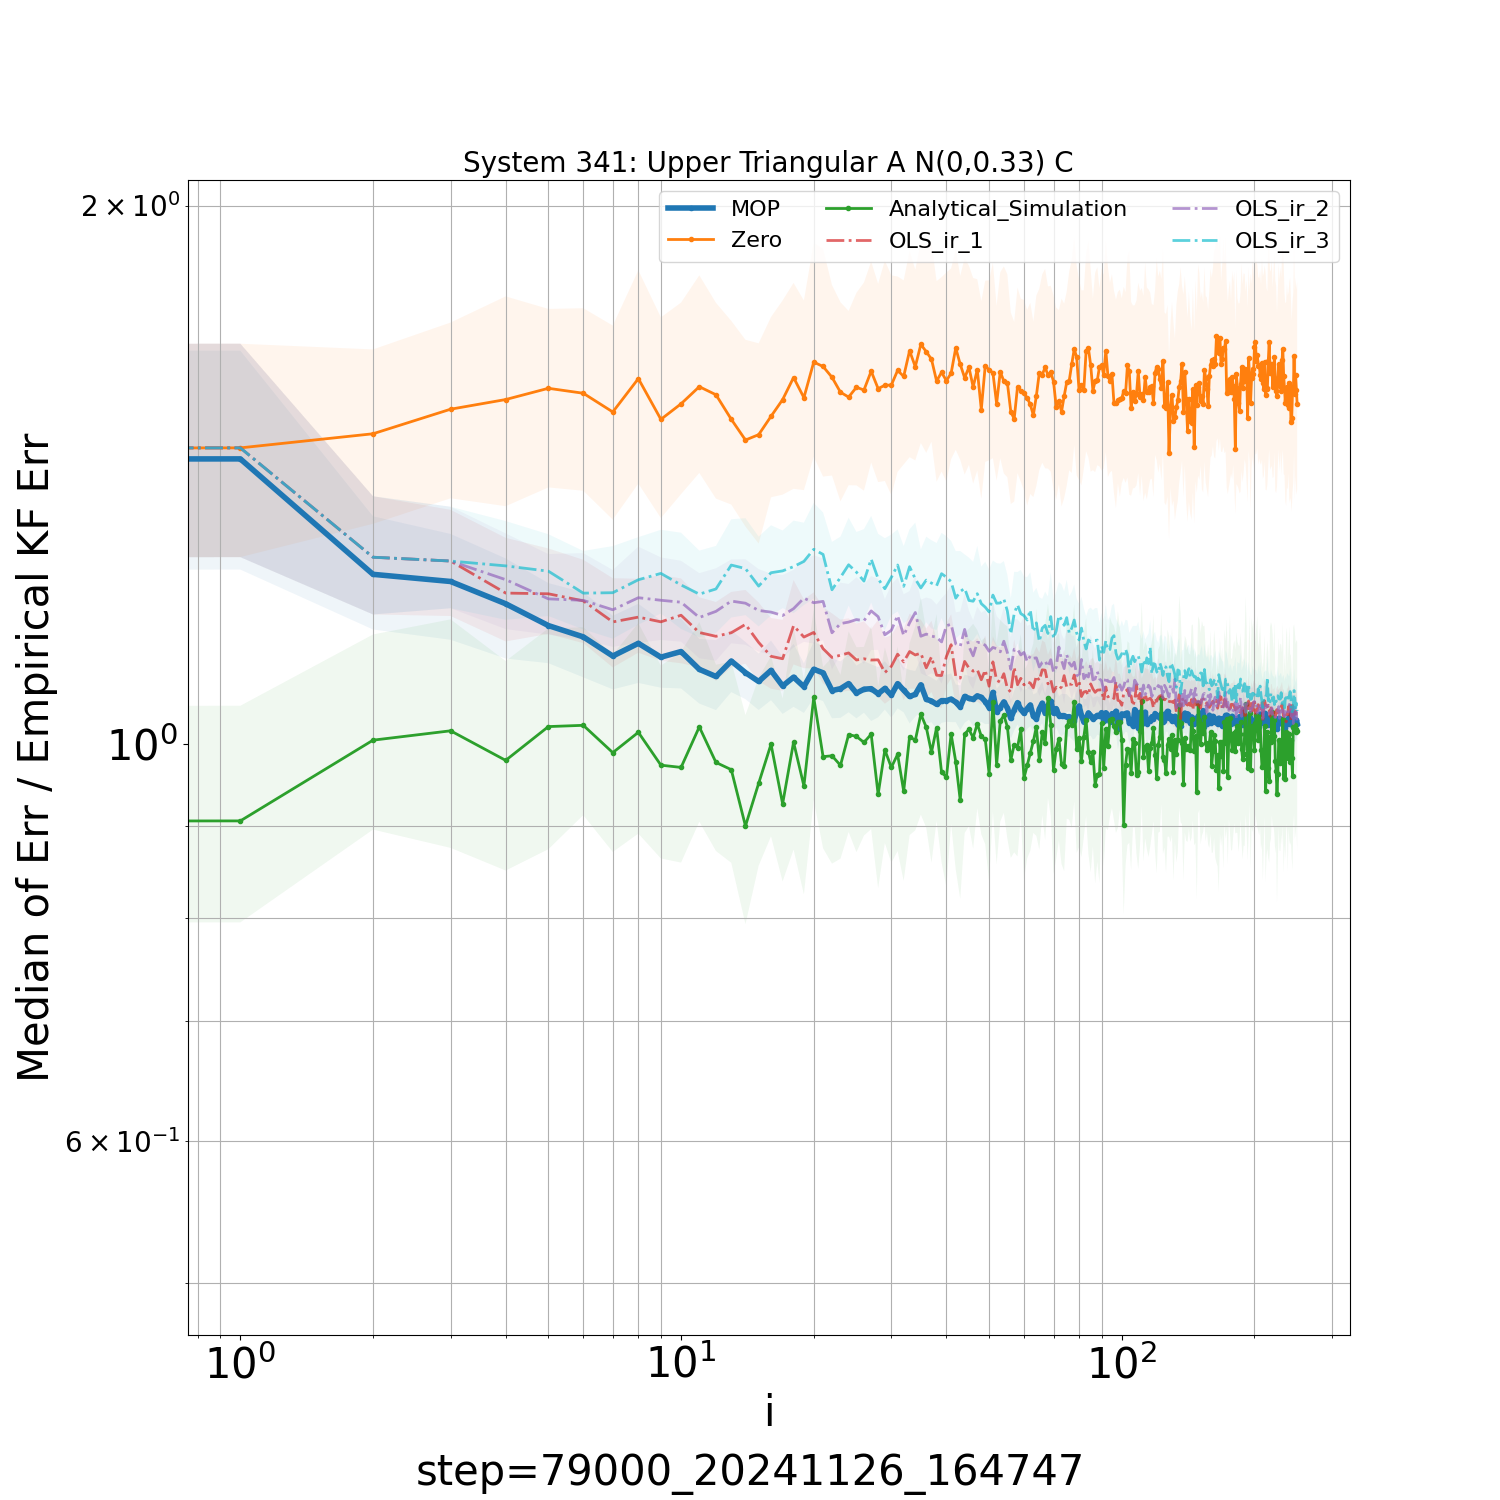 System 341: Upper Triangular A N(0,0.33) C
MOP
Zero
Analytical_Simulation
OLS_ir_1
OLS_ir_2
OLS_ir_3
Median of Err / Empirical KF Err
2 × 10⁰
10⁰
6 × 10⁻¹
10⁰ 10¹ 10²
i
step=79000_20241126_164747